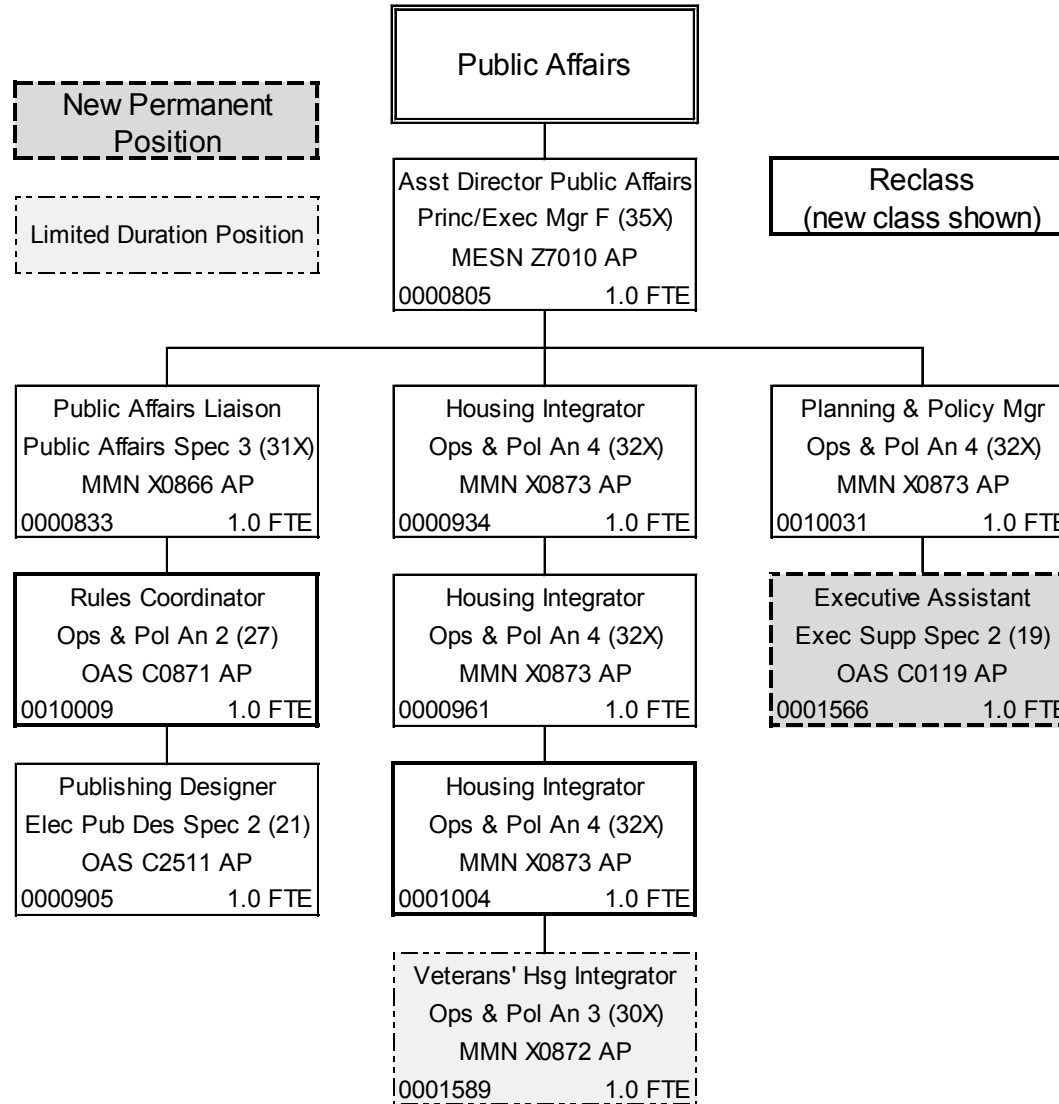 Public Affairs
New Permanent
Position
Limited Duration Position
Asst Director Public Affairs
Princ/Exec Mgr F (35X)
MESN Z7010 AP
0000805 1.0 FTE
Reclass
(new class shown)
Public Affairs Liaison
Public Affairs Spec 3 (31X)
MMN X0866 AP
0000833 1.0 FTE
Rules Coordinator
Ops & Pol An 2 (27)
OAS C0871 AP
0010009 1.0 FTE
Publishing Designer
Elec Pub Des Spec 2 (21)
OAS C2511 AP
0000905 1.0 FTE
Housing Integrator
Ops & Pol An 4 (32X)
MMN X0873 AP
0000934 1.0 FTE
Housing Integrator
Ops & Pol An 4 (32X)
MMN X0873 AP
0000961 1.0 FTE
Housing Integrator
Ops & Pol An 4 (32X)
MMN X0873 AP
0001004 1.0 FTE
Veterans' Hsg Integrator
Ops & Pol An 3 (30X)
MMN X0872 AP
0001589 1.0 FTE
Planning & Policy Mgr
Ops & Pol An 4 (32X)
MMN X0873 AP
0010031 1.0 FTE
Executive Assistant
Exec Supp Spec 2 (19)
OAS C0119 AP
0001566 1.0 FTE